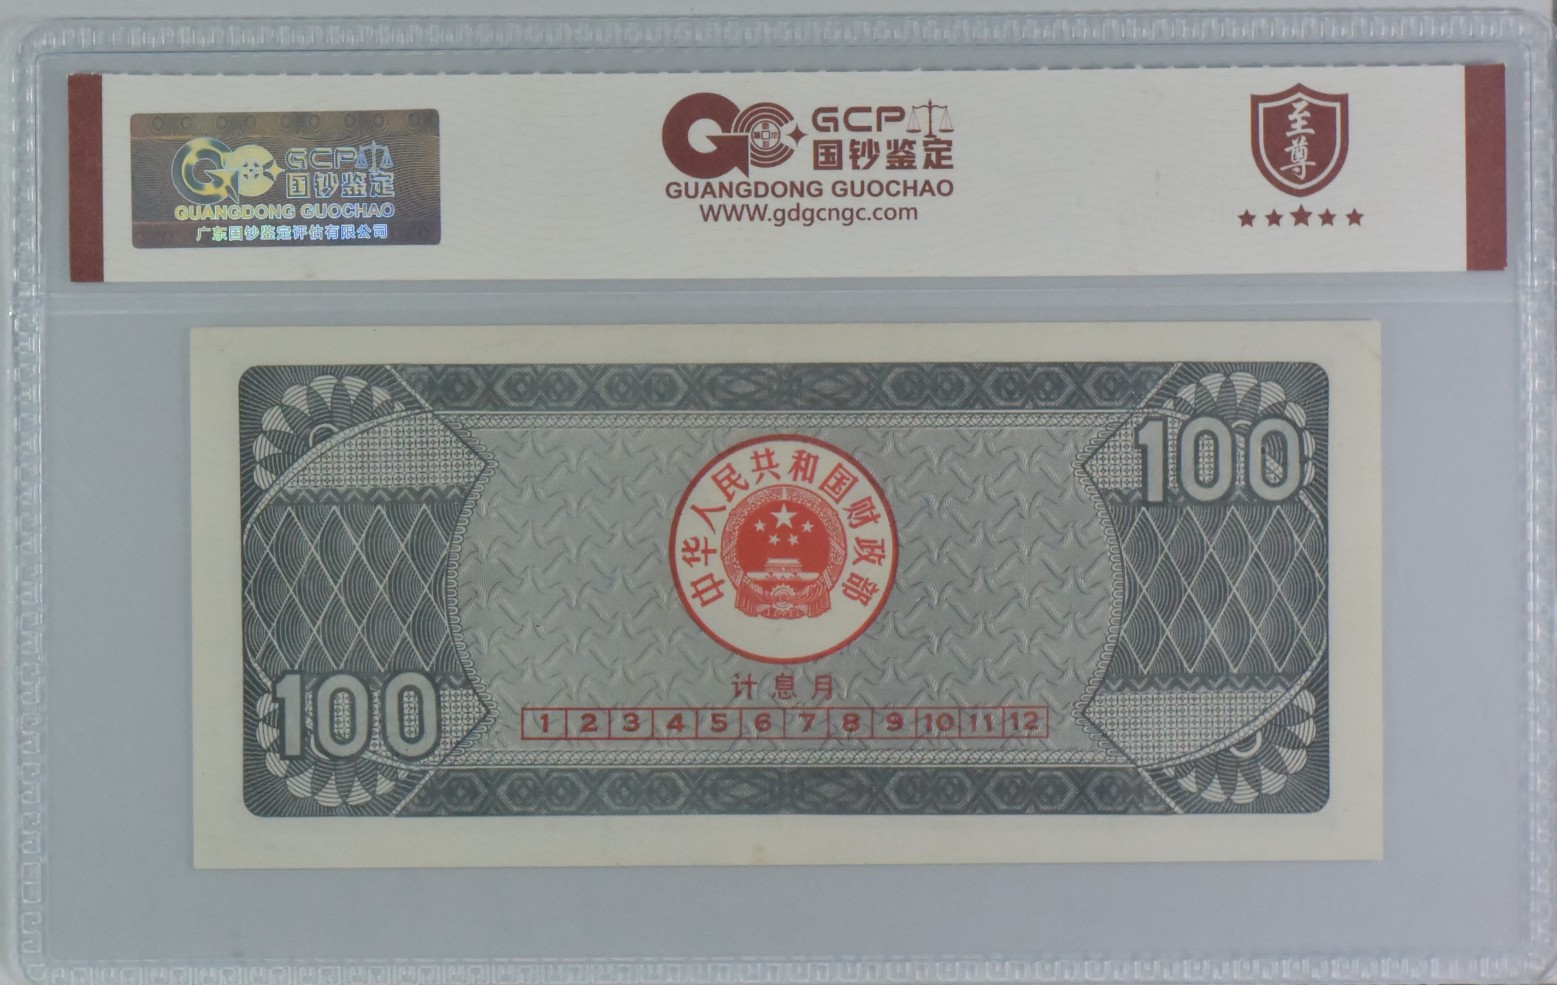 GCP
国钞鉴定
GUANGDONG GUOCHAO
广东国钞鉴定评估有限公司
GCP
国钞鉴定
GUANGDONG GUOCHAO
WWW.gdgcngc.com
至尊
100
中华人民共和国财政部
计息月
1 2 3 4 5 6 7 8 9 10 11 12
100